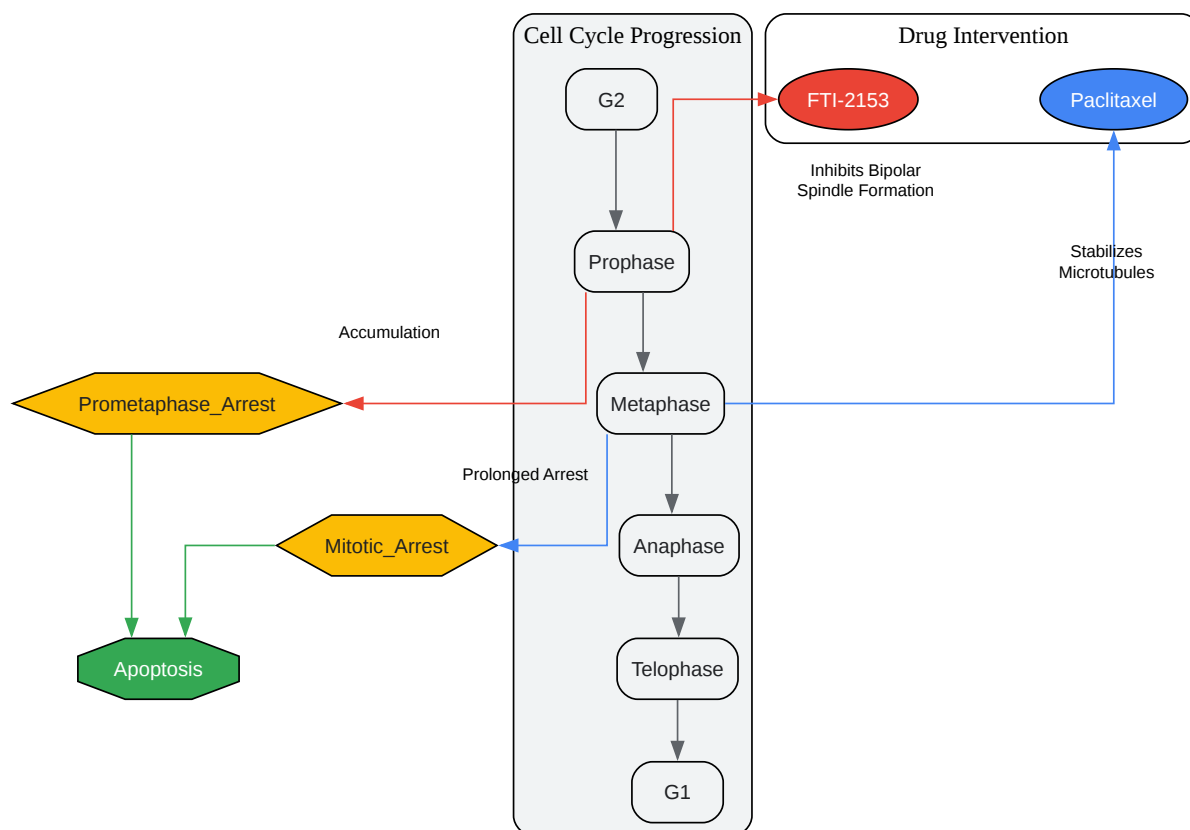 Cell Cycle Progression
Drug Intervention
G2
FTI-2153
Paclitaxel
Inhibits Bipolar
Spindle Formation
Prophase
Stabilizes
Microtubules
Accumulation
Prometaphase_Arrest
Metaphase
Prolonged Arrest
Mitotic_Arrest
Anaphase
Apoptosis
Telophase
G1